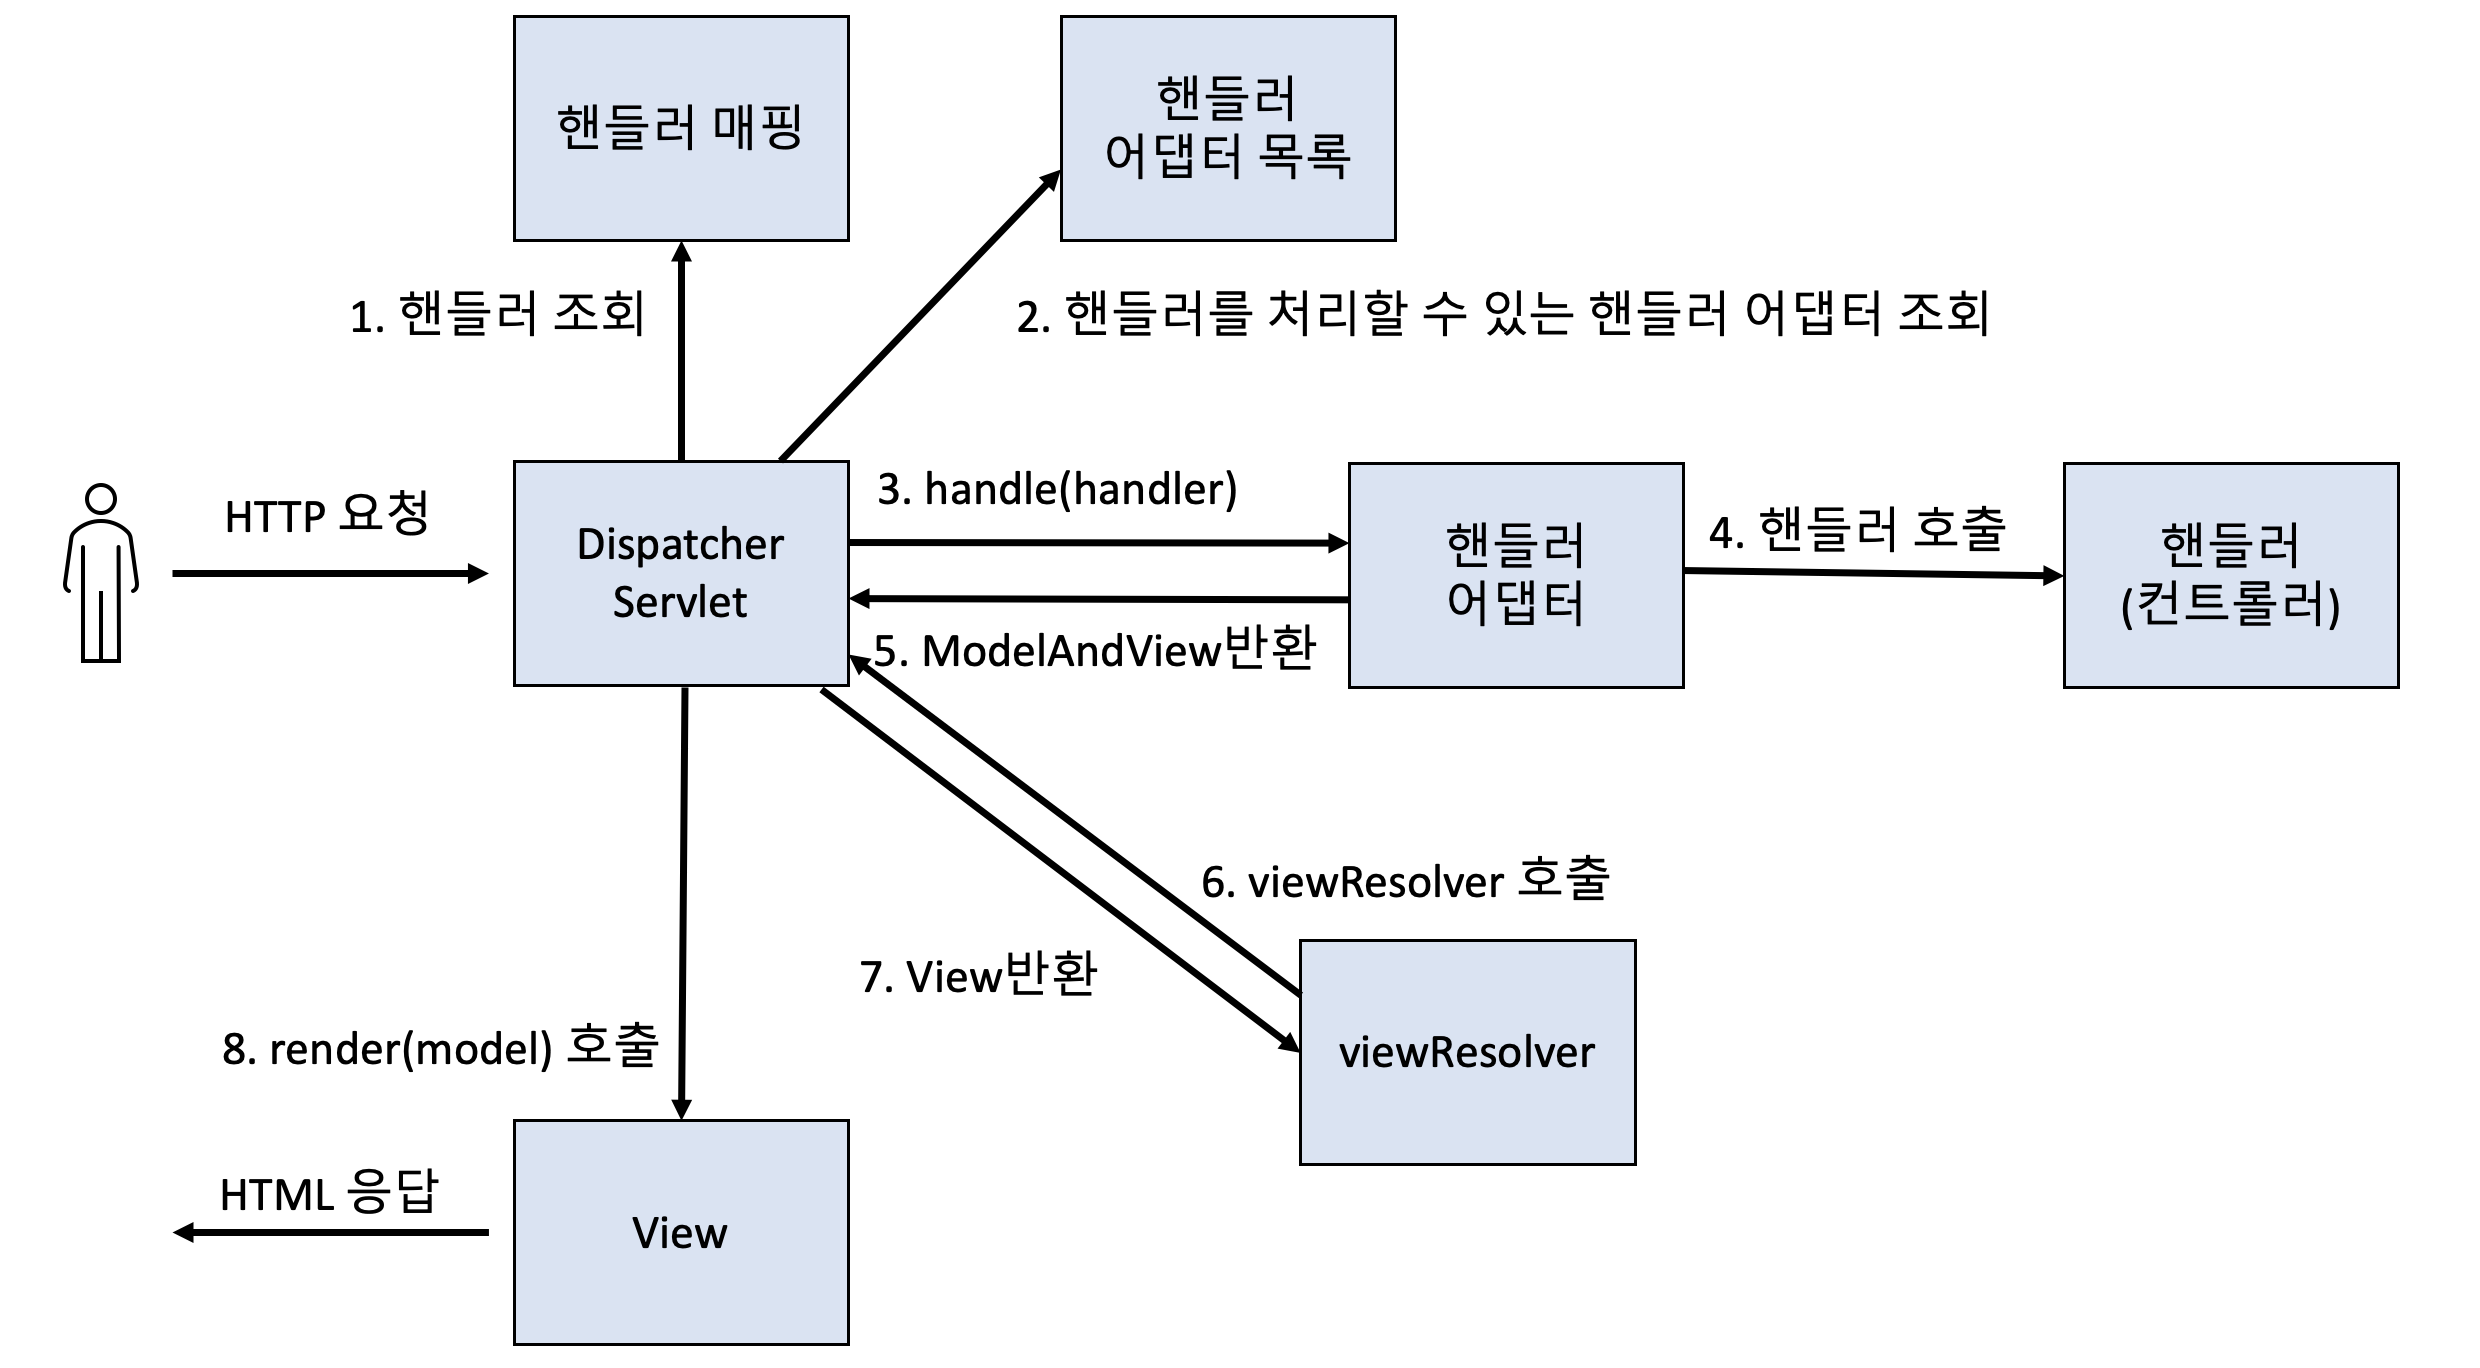 핸들러 매핑
핸들러
어댑터 목록
1. 핸들러 조회
2. 핸들러를 처리할 수 있는 핸들러 어댑터 조회
HTTP 요청
Dispatcher
Servlet
3. handle(handler)
핸들러
어댑터
4. 핸들러 호출
핸들러
(컨트롤러)
5. ModelAndView반환
6. viewResolver 호출
7. View반환
viewResolver
8. render(model) 호출
HTML 응답
View